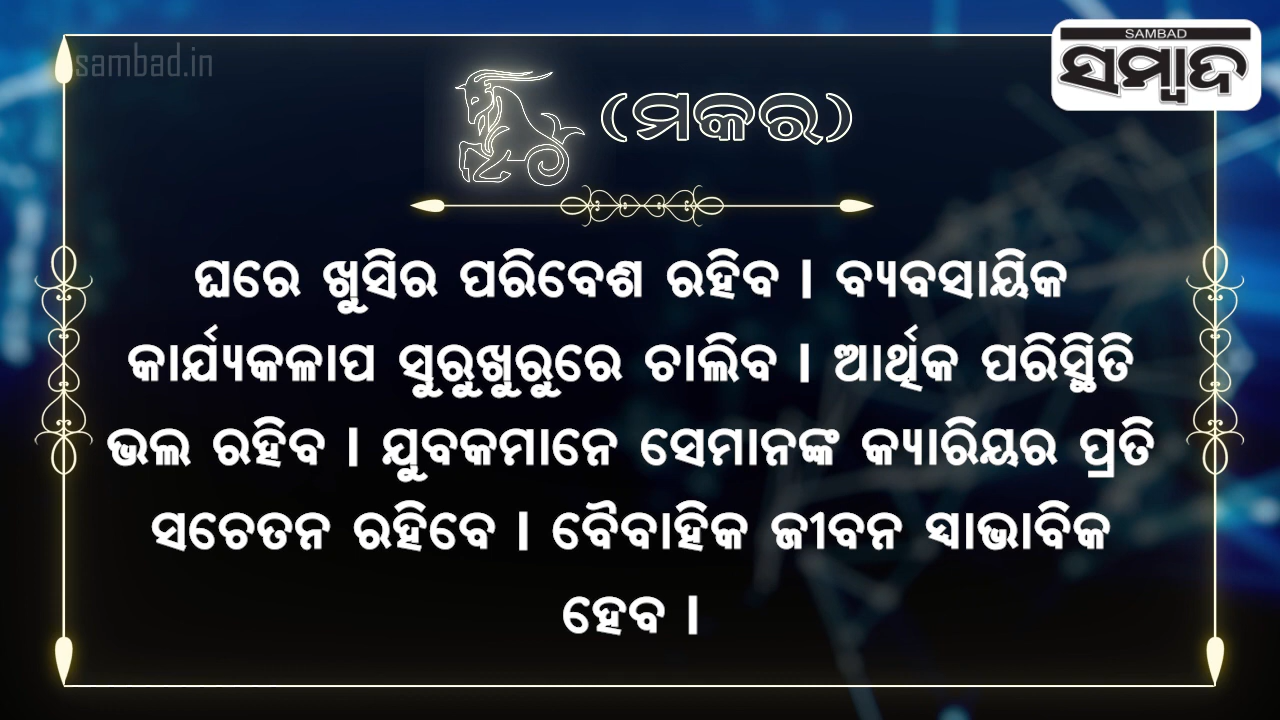 sambad.in
SAMBAD
ସମ୍ବାଦ
(ମକର)
ଘରେ ଖୁସିର ପରିବେଶ ରହିବ । ବ୍ୟବସାୟିକ
କାର୍ଯ୍ୟକଳାପ ସୁରୁଖୁରୁରେ ଚାଲିବ । ଆର୍ଥିକ ପରିସ୍ଥିତି
ଭଲ ରହିବ । ଯୁବକମାନେ ସେମାନଙ୍କ କ୍ୟାରିୟର ପ୍ରତି
ସଚେତନ ରହିବେ । ବୈବାହିକ ଜୀବନ ସ୍ୱାଭାବିକ
ହେବ ।